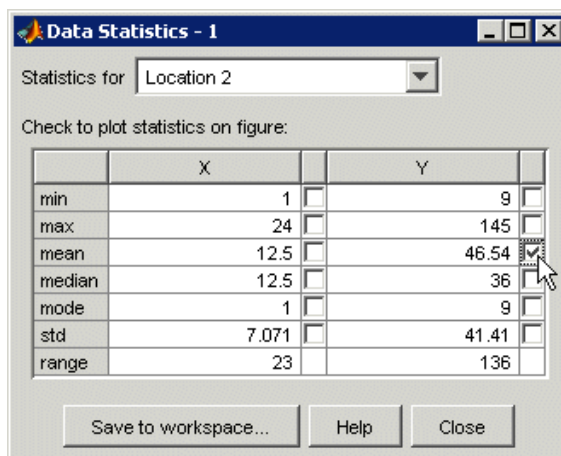 Data Statistics - 1
Statistics for Location 2
Check to plot statistics on figure:
X Y
min 1 9
max 24 145
mean 12.5 46.54
median 12.5 36
mode 1 9
std 7.071 41.41
range 23 136
Save to workspace... Help Close